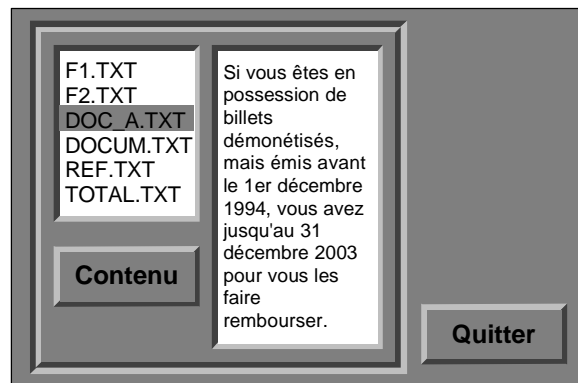 F1.TXT
F2.TXT
DOC_A.TXT
DOCUM.TXT
REF.TXT
TOTAL.TXT
Contenu
Si vous êtes en
possession de
billets
démonétisés,
mais émis avant
le 1er décembre
1994, vous avez
jusqu'au 31
décembre 2003
pour vous les
faire
rembourser.
Quitter